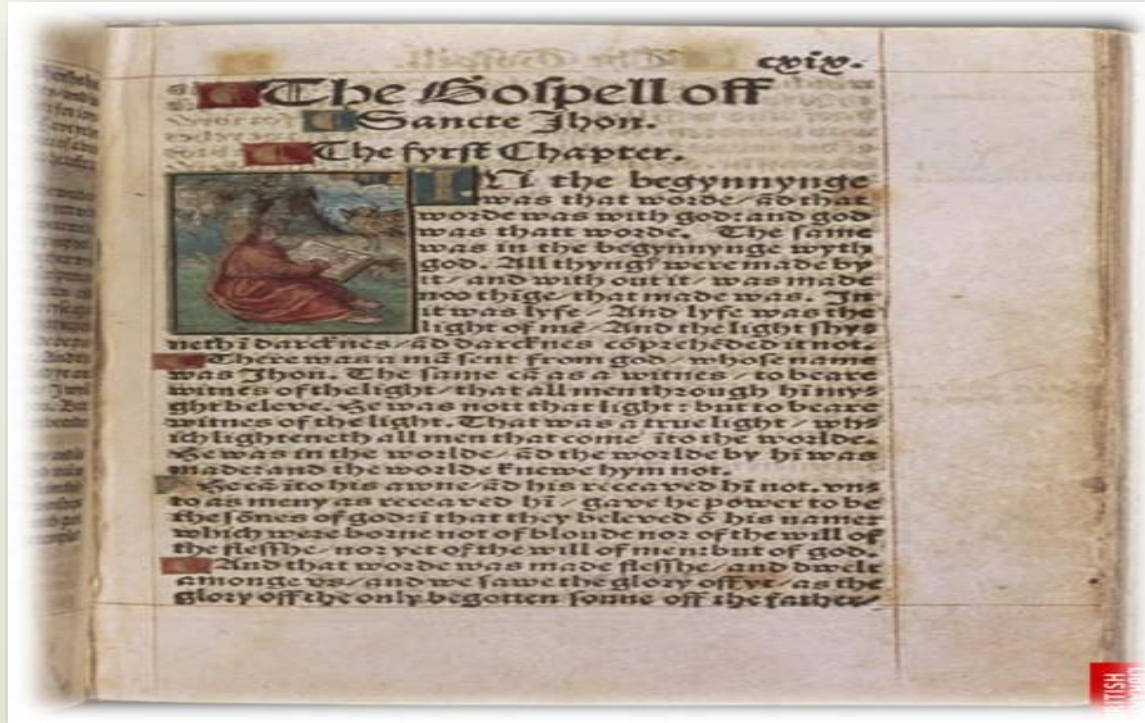 cxix.
The Gospell off
Sancte Jhon.
The fyrst Chapter.
IN the begynnynge
was that worde/ ād that
worde was with god: and god
was thatt worde. The same
was in the begynnynge wyth
god. All thyngs were made by
it/ and with out it/ was made
noo thīge/ that made was. In
it was lyfe/ And lyfe was the
light of mē/ And the light shy⸗
neth ī darcknes/ ād darcknes cōprehēded it not.
There was a mā sent from god/ whose name
was Jhon. The same cā as a witnes/ to beare
witnes of the light/ that all men through hī my⸗
ght beleve. He was nott that light: but to beare
witnes of the light. That was a true light/ wh⸗
ich lighteneth all men that come īto the worlde.
He was in the worlde/ ād the worlde by hī was
made: and the worlde knewe hym not.
He cā īto his awne/ ād his receaved hī not. vn⸗
to as meny as receaved hī/ gave he power to be
the sōnes of god: ī that they beleved ō his name:
which were borne not of bloude nor of the will of
the flesshe/ nor yet of the will of men: but of god.
And that worde was made flesshe/ and dwelt
amonge vs/ and we sawe the glory off yt/ as the
glory off the only begotten sonne off the father/